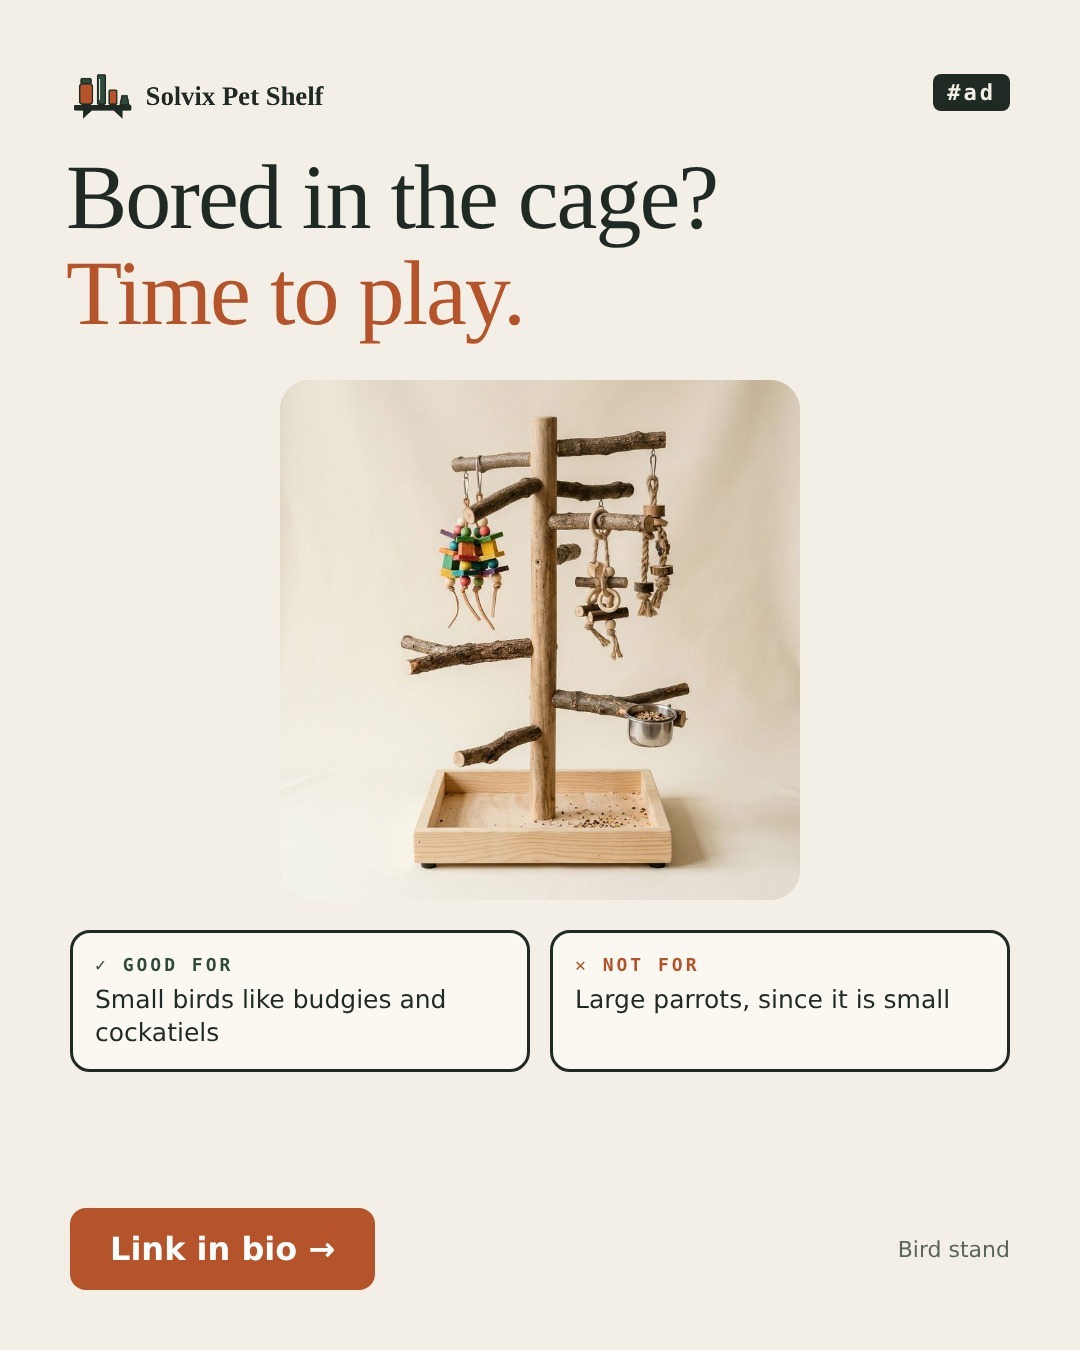 Solvix Pet Shelf
#ad
Bored in the cage?
Time to play.
✓ GOOD FOR
Small birds like budgies and
cockatiels
✕ NOT FOR
Large parrots, since it is small
Link in bio →
Bird stand